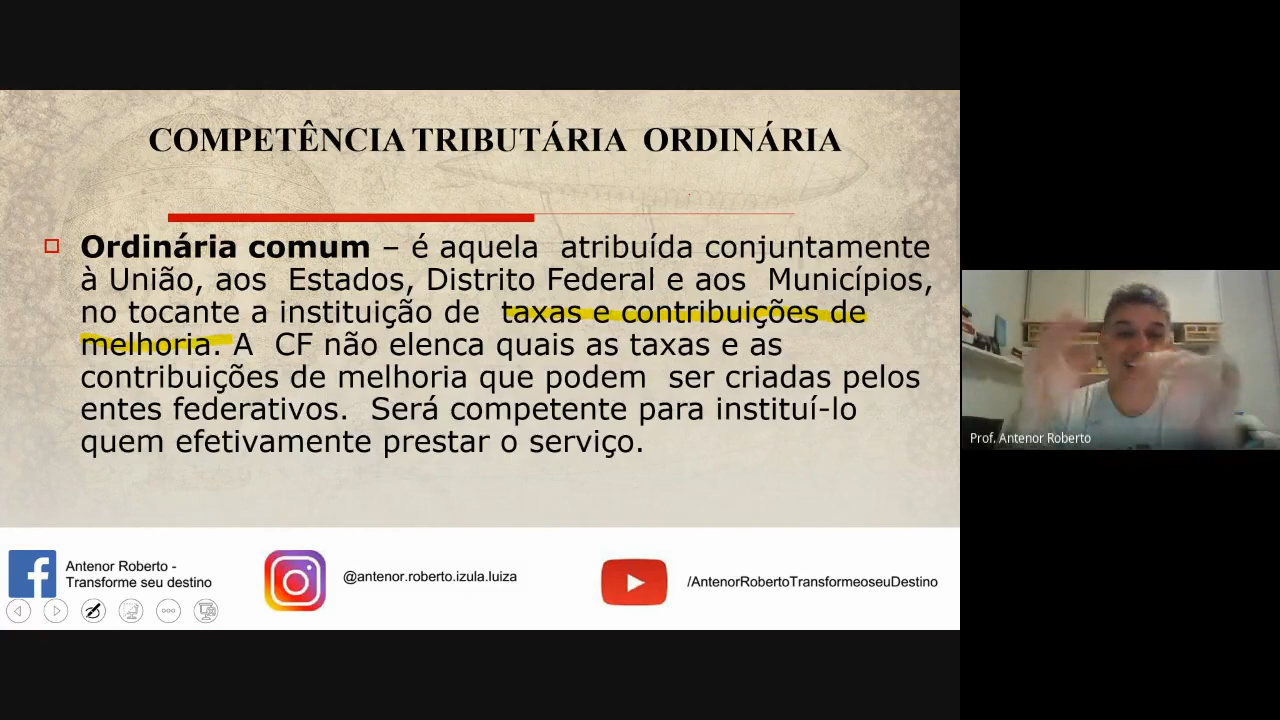 COMPETÊNCIA TRIBUTÁRIA ORDINÁRIA
Ordinária comum – é aquela atribuída conjuntamente
à União, aos Estados, Distrito Federal e aos Municípios,
no tocante a instituição de taxas e contribuições de
melhoria. A CF não elenca quais as taxas e as
contribuições de melhoria que podem ser criadas pelos
entes federativos. Será competente para instituí-lo
quem efetivamente prestar o serviço.
Prof. Antenor Roberto
Antenor Roberto -
Transforme seu destino
@antenor.roberto.izula.luiza
/AntenorRobertoTransformeoseuDestino